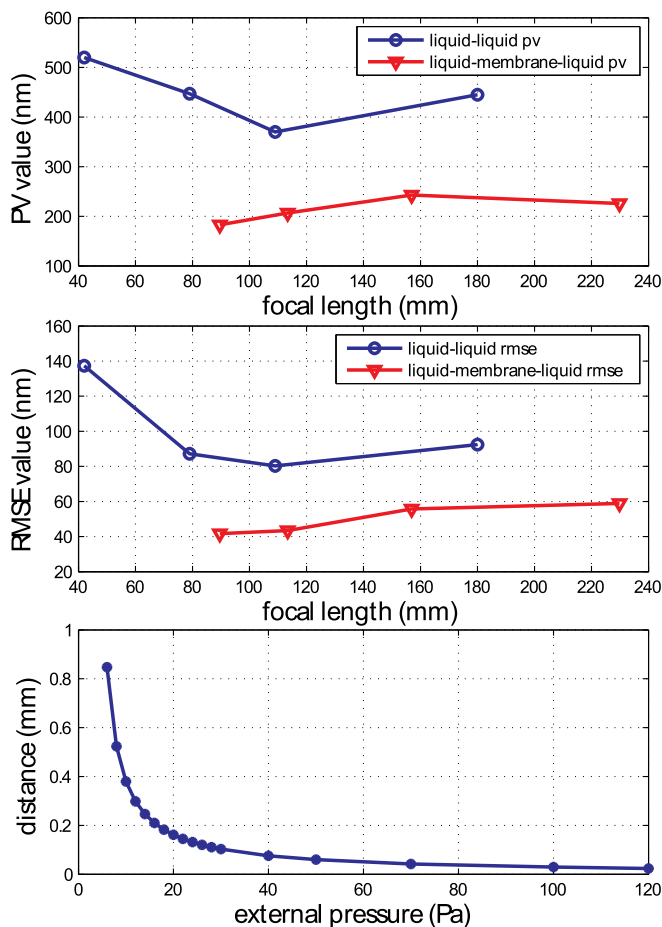 600
500
400
300
200
100
PV value (nm)
liquid-liquid pv
liquid-membrane-liquid pv
40 60 80 100 120 140 160 180 200 220 240
focal length (mm)
160
140
120
100
80
60
40
20
RMSE value (nm)
liquid-liquid rmse
liquid-membrane-liquid rmse
40 60 80 100 120 140 160 180 200 220 240
focal length (mm)
1
0.8
0.6
0.4
0.2
0
distance (mm)
0 20 40 60 80 100 120
external pressure (Pa)